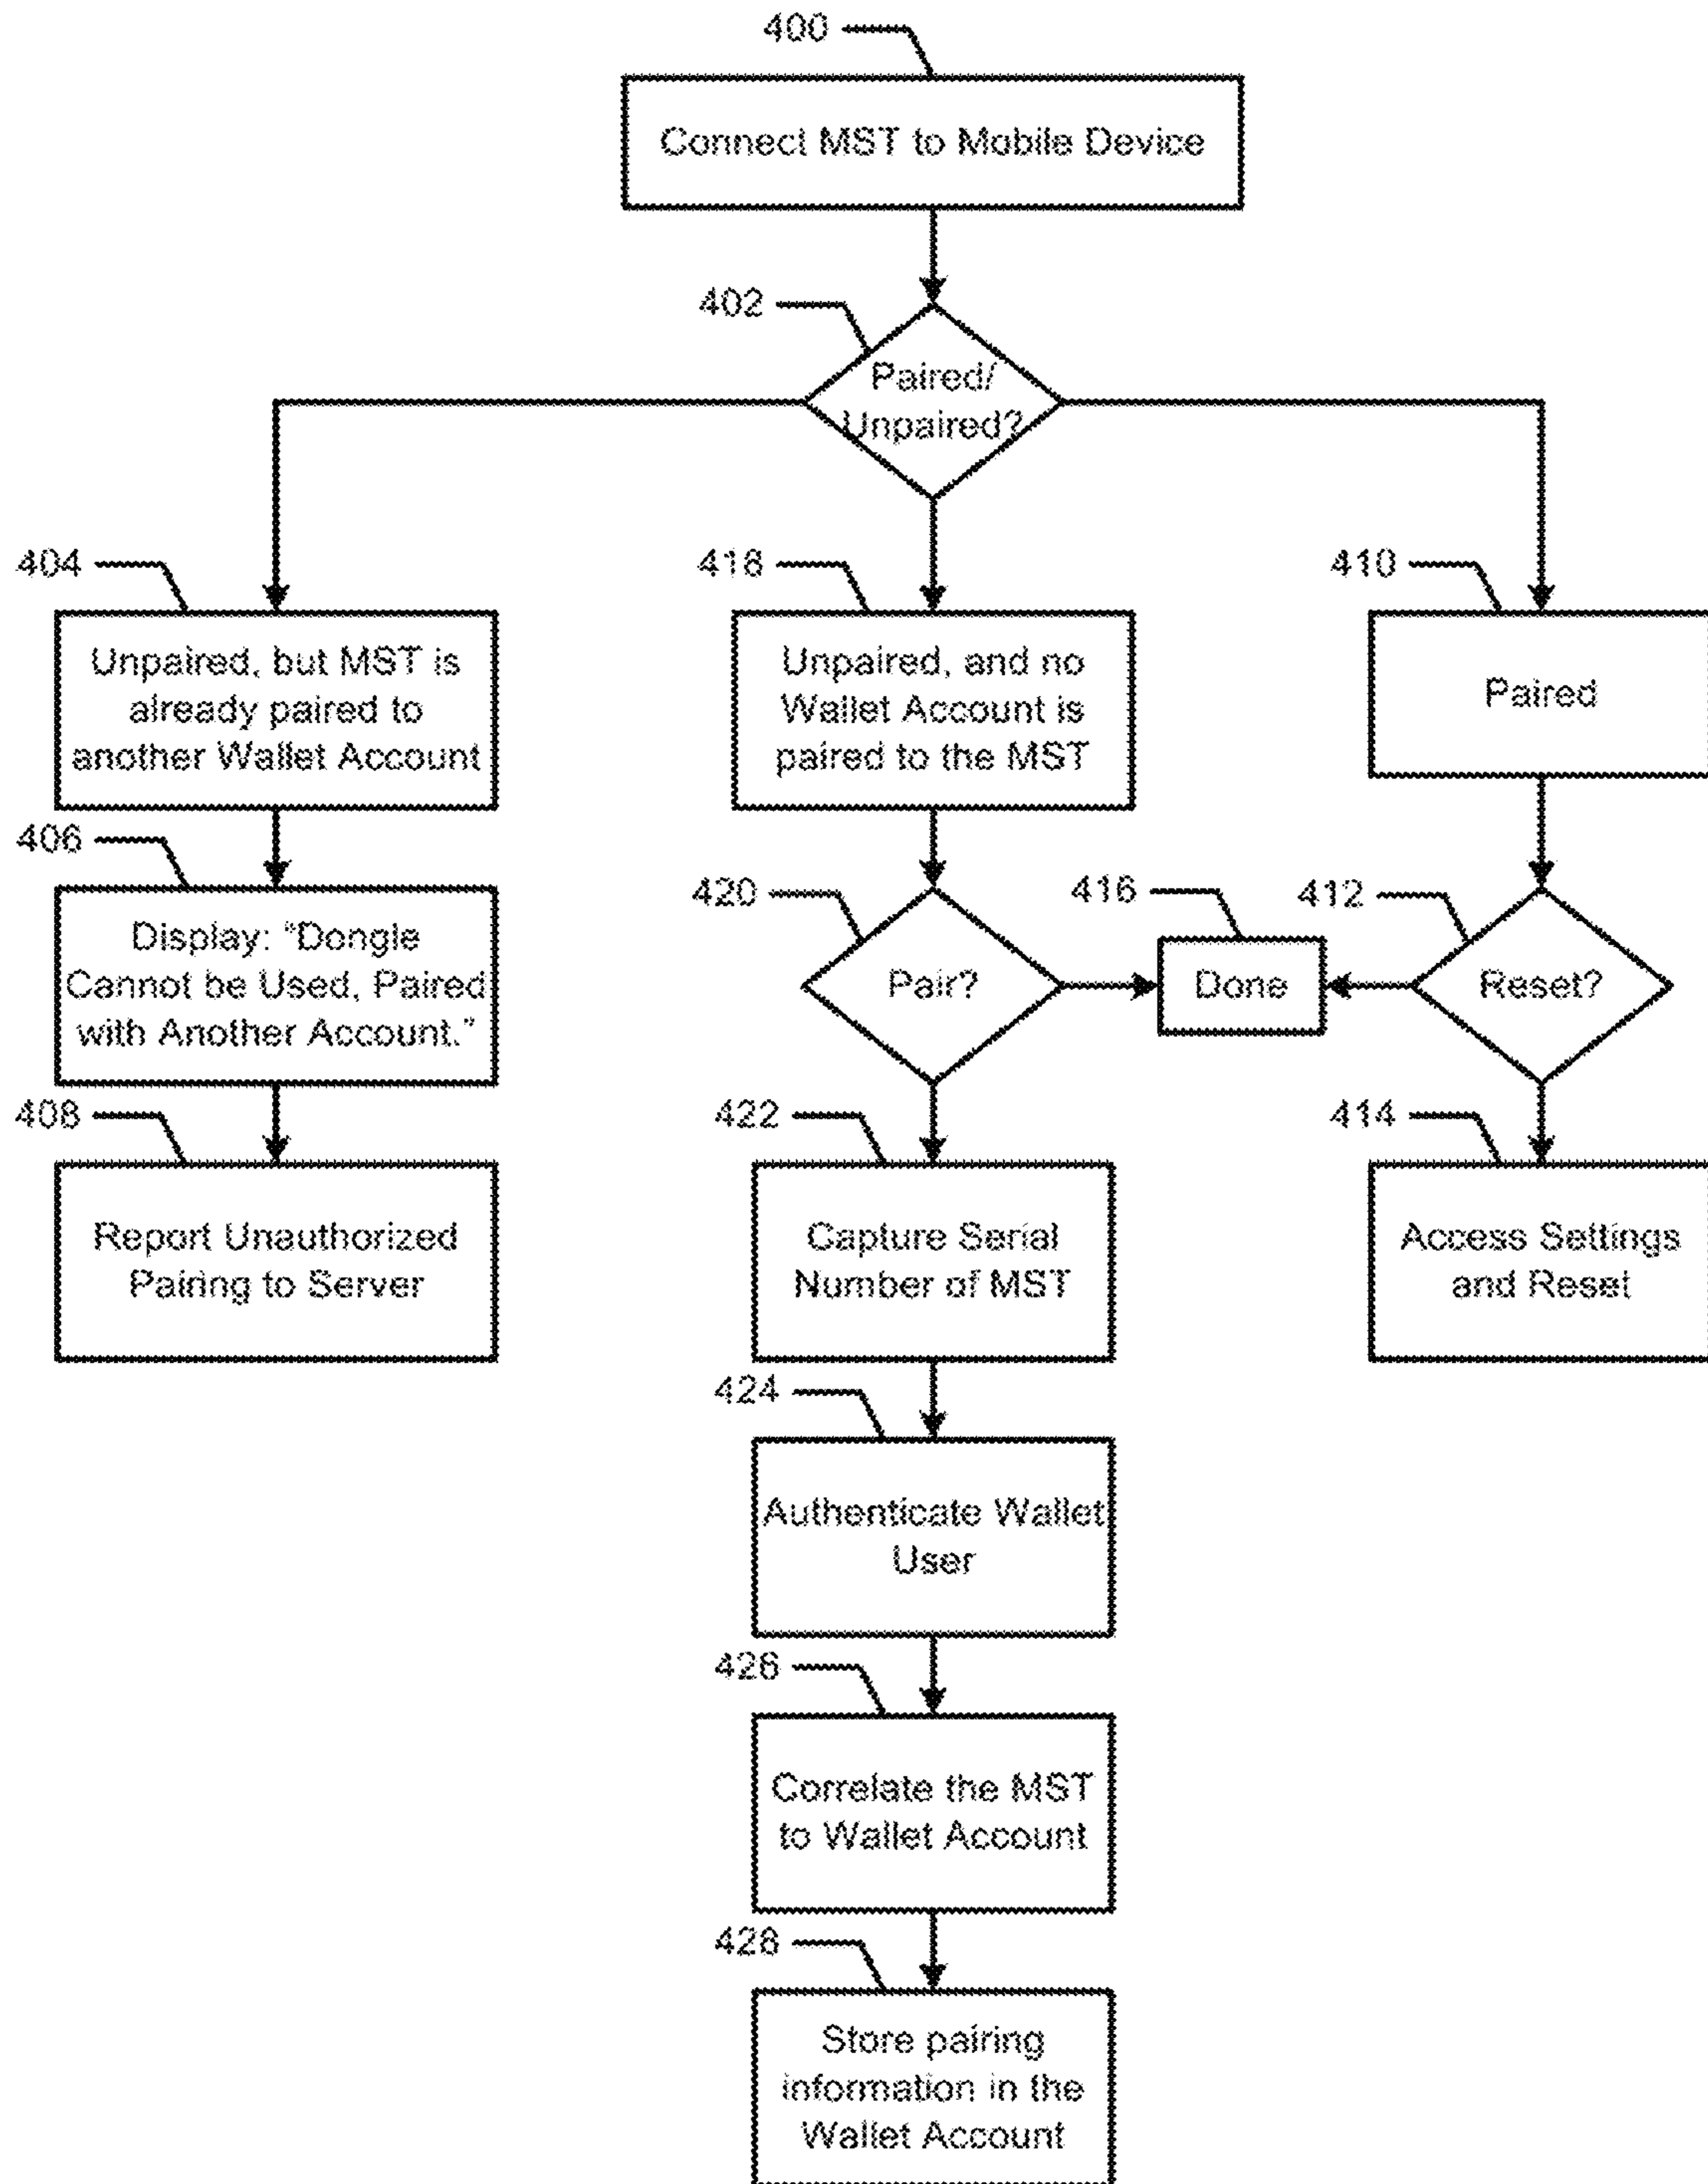 400
Connect MST to Mobile Device
402
Paired/
Unpaired?
404
Unpaired, but MST is
already paired to
another Wallet Account
418
Unpaired, and no
Wallet Account is
paired to the MST
410
Paired
406
Display: "Dongle
Cannot be Used, Paired
with Another Account."
420
Pair?
416
Done
412
Reset?
408
Report Unauthorized
Pairing to Server
422
Capture Serial
Number of MST
414
Access Settings
and Reset
424
Authenticate Wallet
User
426
Correlate the MST
to Wallet Account
428
Store pairing
information in the
Wallet Account